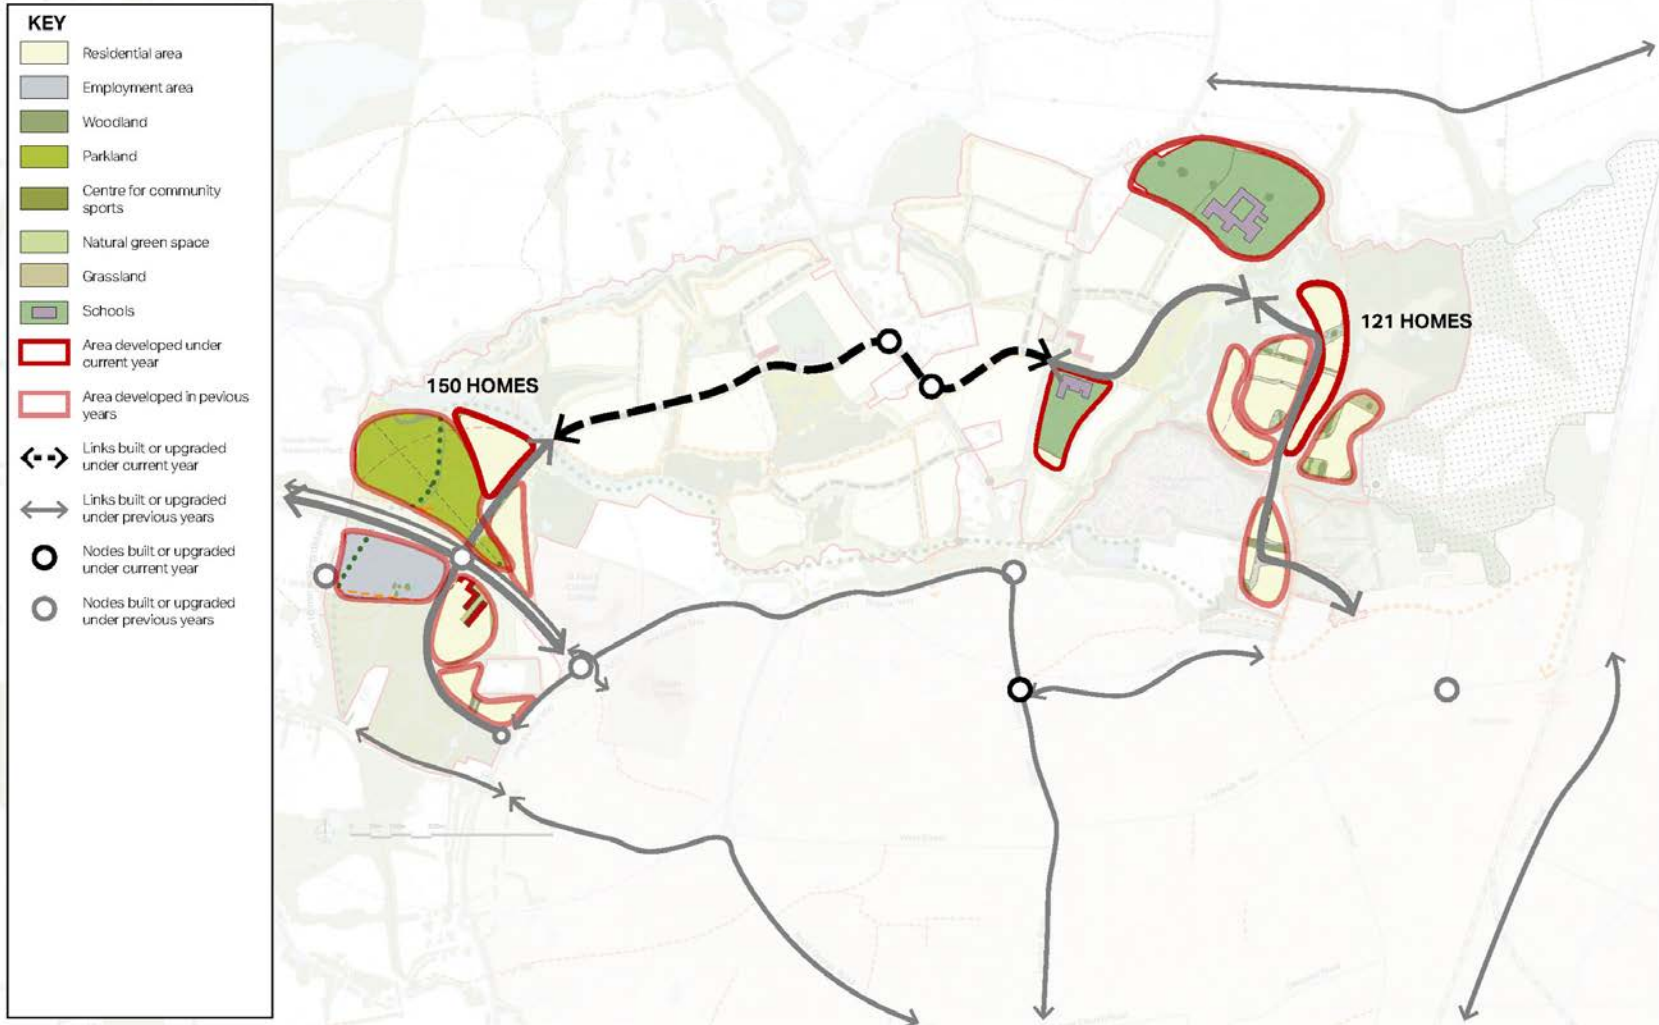 KEY
Residential area
Employment area
Woodland
Parkland
Centre for community
sports
Natural green space
Grassland
Schools
Area developed under
current year
Area developed in pevious
years
Links built or upgraded
under current year
Links built or upgraded
under previous years
Nodes built or upgraded
under current year
Nodes built or upgraded
under previous years
150 HOMES
121 HOMES